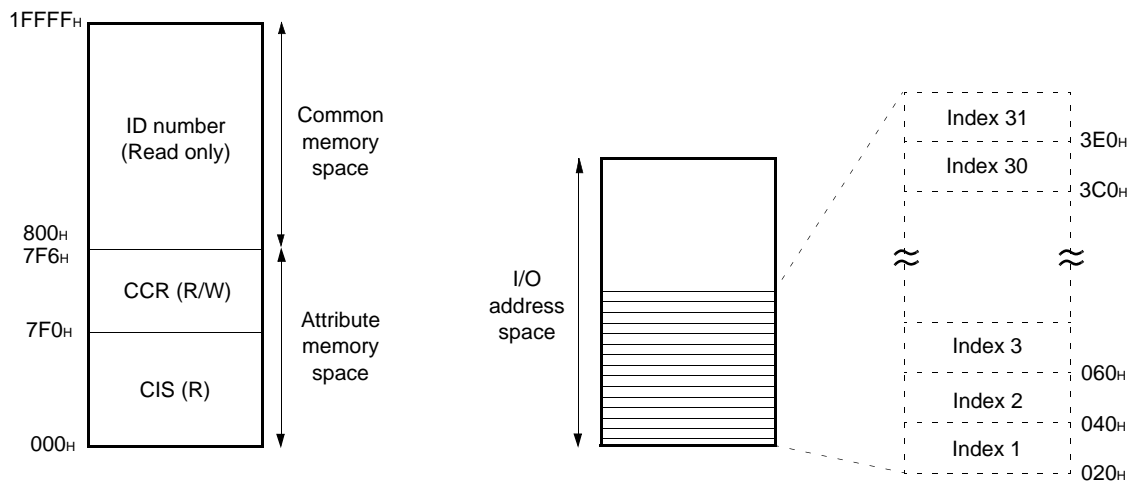 1FFFFH
ID number
(Read only)
Common
memory
space
800H
7F6H
CCR (R/W)
7F0H
Attribute
memory
space
CIS (R)
000H
I/O
address
space
Index 31
3E0H
Index 30
3C0H
Index 3
060H
Index 2
040H
Index 1
020H